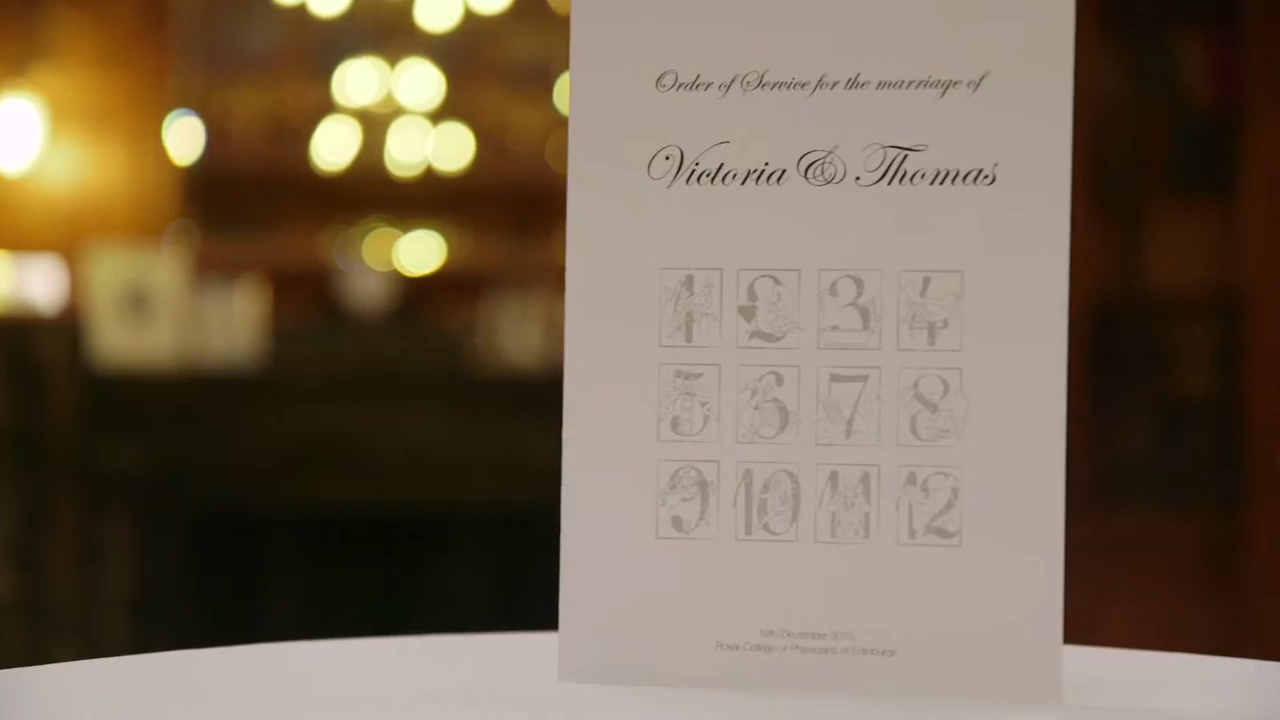 Order of Service for the marriage of
Victoria & Thomas
1 2 3 4
5 6 7 8
9 10 11 12
19th December 2015
Royal College of Physicians of Edinburgh